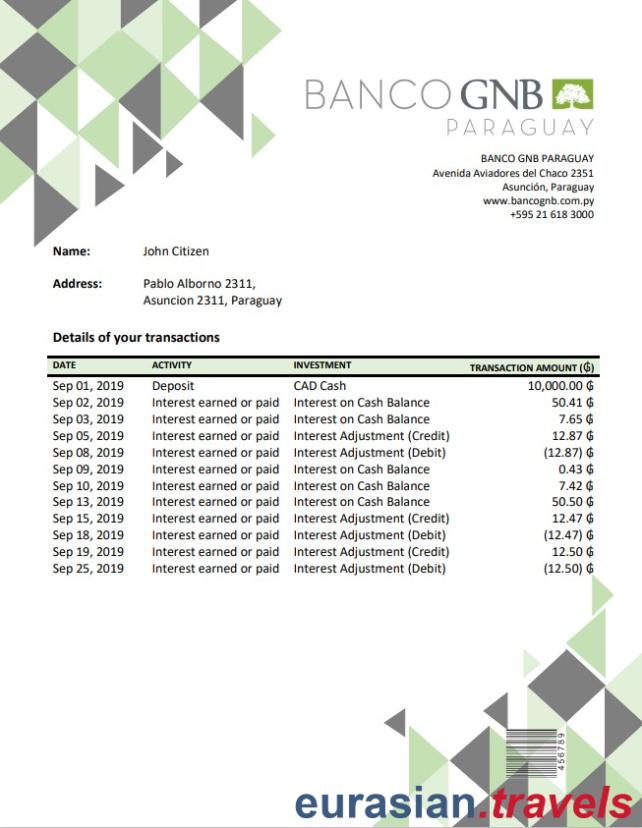 BANCO GNB
PARAGUAY
BANCO GNB PARAGUAY
Avenida Aviadores del Chaco 2351
Asunción, Paraguay
www.bancognb.com.py
+595 21 618 3000
Name: John Citizen
Address: Pablo Alborno 2311,
Asuncion 2311, Paraguay
Details of your transactions
DATE ACTIVITY INVESTMENT TRANSACTION AMOUNT (₲)
Sep 01, 2019 Deposit CAD Cash 10,000.00 ₲
Sep 02, 2019 Interest earned or paid Interest on Cash Balance 50.41 ₲
Sep 03, 2019 Interest earned or paid Interest on Cash Balance 7.65 ₲
Sep 05, 2019 Interest earned or paid Interest Adjustment (Credit) 12.87 ₲
Sep 08, 2019 Interest earned or paid Interest Adjustment (Debit) (12.87) ₲
Sep 09, 2019 Interest earned or paid Interest on Cash Balance 0.43 ₲
Sep 10, 2019 Interest earned or paid Interest on Cash Balance 7.42 ₲
Sep 13, 2019 Interest earned or paid Interest on Cash Balance 50.50 ₲
Sep 15, 2019 Interest earned or paid Interest Adjustment (Credit) 12.47 ₲
Sep 18, 2019 Interest earned or paid Interest Adjustment (Debit) (12.47) ₲
Sep 19, 2019 Interest earned or paid Interest Adjustment (Credit) 12.50 ₲
Sep 25, 2019 Interest earned or paid Interest Adjustment (Debit) (12.50) ₲
456789
eurasian.travels